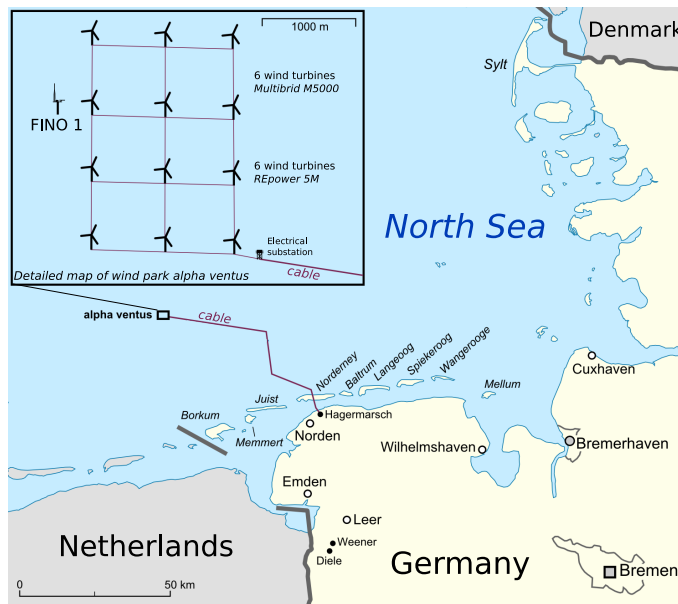 1000 m
6 wind turbines
Multibrid M5000
FINO 1
6 wind turbines
REpower 5M
Electrical
substation
cable
Detailed map of wind park alpha ventus
Denmark
Sylt
North Sea
alpha ventus
cable
Norderney
Baltrum
Langeoog
Spiekeroog
Wangerooge
Mellum
Cuxhaven
Juist
Borkum
Memmert
Hagermarsch
Norden
Wilhelmshaven
Bremerhaven
Emden
Leer
Weener
Diele
Netherlands
Germany
Bremen
0
50 km